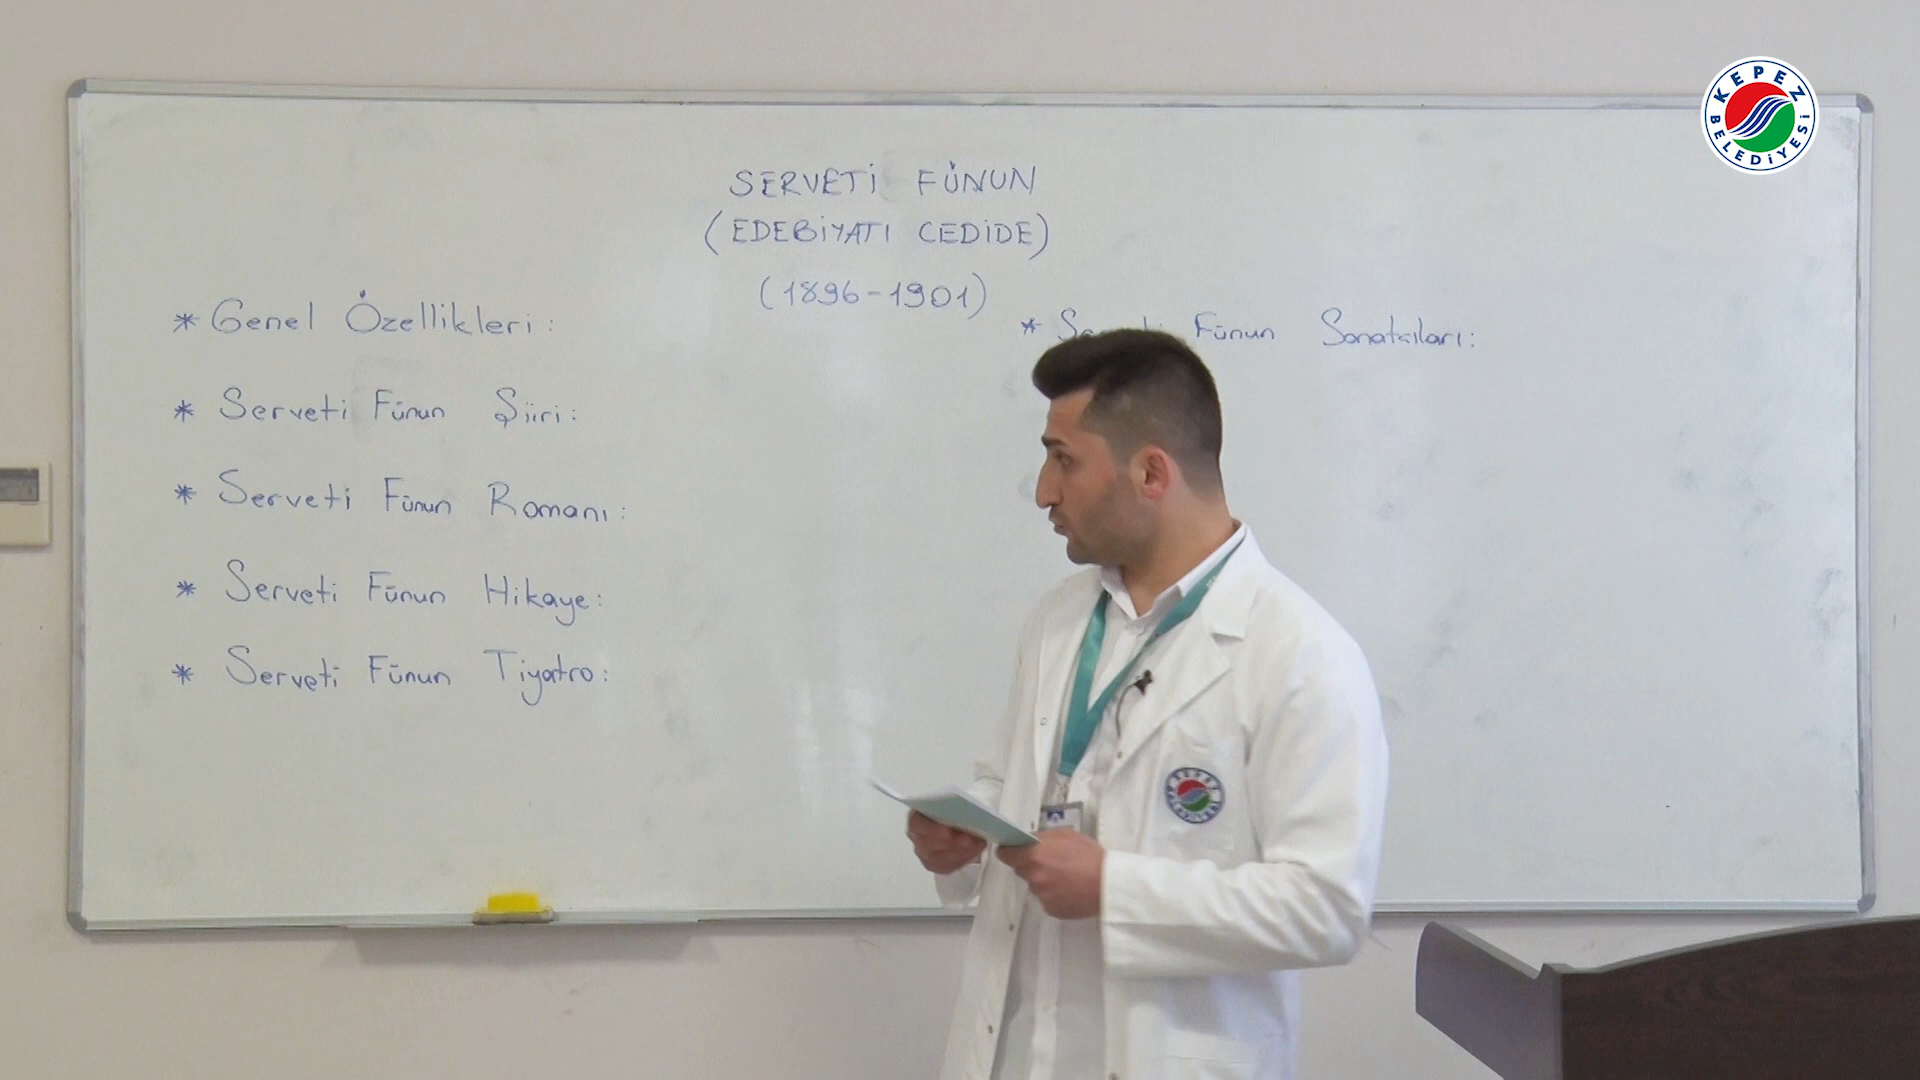 SERVETİ FÜNUN
(EDEBİYATI CEDİDE)
(1896-1901)
* Genel Özellikleri:
* Serveti Fünun Şiiri:
* Serveti Fünun Romanı:
* Serveti Fünun Hikaye:
* Serveti Fünun Tiyatro:
* Fünun Sanatçıları:
KEPEZ BELEDİYESİ